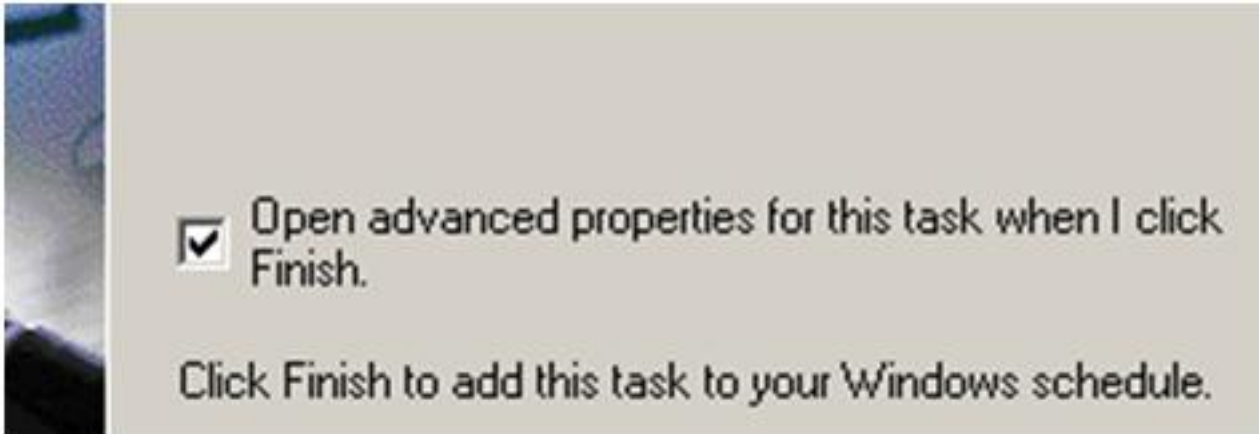 Open advanced properties for this task when I click
Finish.
Click Finish to add this task to your Windows schedule.